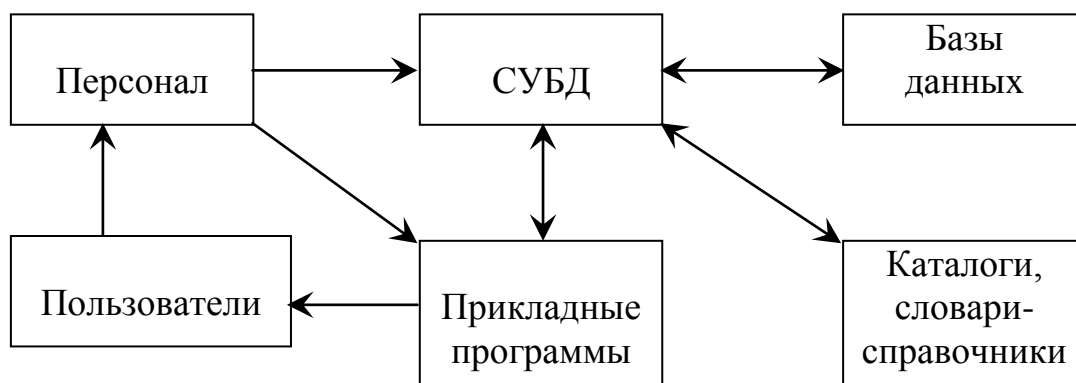 Персонал
СУБД
Базы
данных
Пользователи
Прикладные
программы
Каталоги,
словари-
справочники